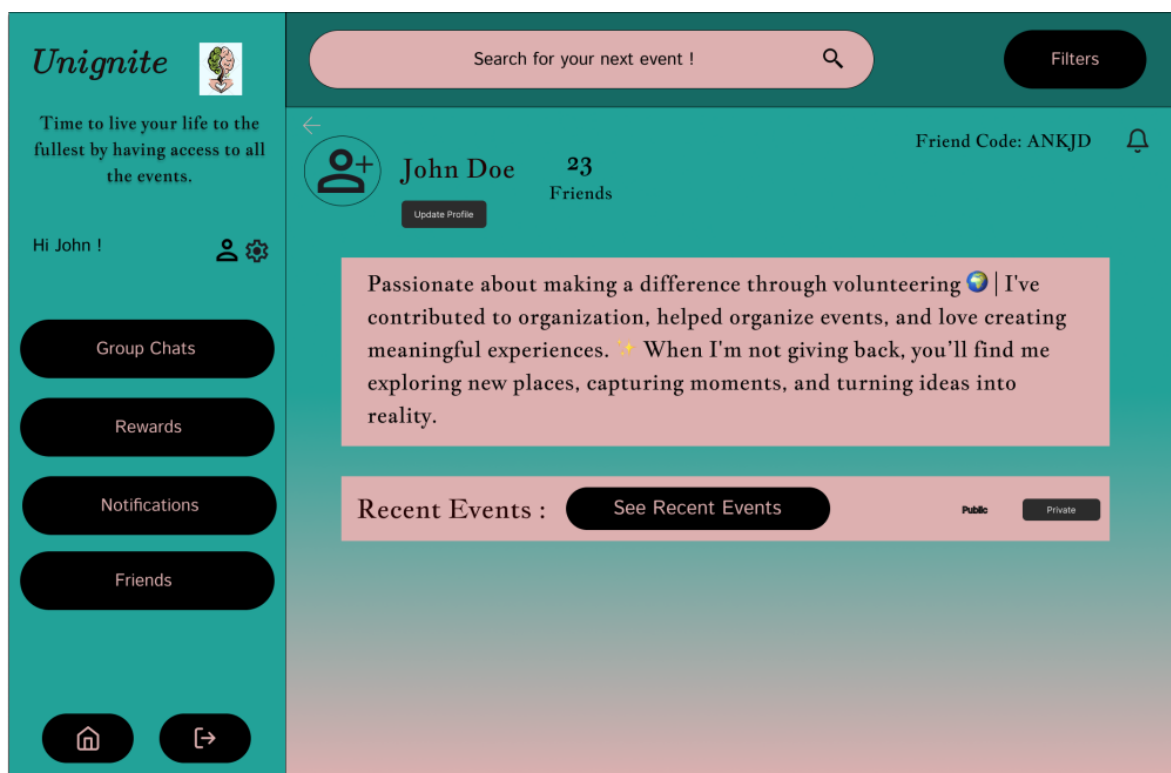 Unignite
Time to live your life to the
fullest by having access to all
the events.
Hi John !
Group Chats
Rewards
Notifications
Friends
Search for your next event !
Filters
Friend Code: ANKJD
John Doe
23
Friends
Update Profile
Passionate about making a difference through volunteering 🌍 | I've
contributed to organization, helped organize events, and love creating
meaningful experiences. ✨ When I'm not giving back, you’ll find me
exploring new places, capturing moments, and turning ideas into
reality.
Recent Events :
See Recent Events
Public
Private